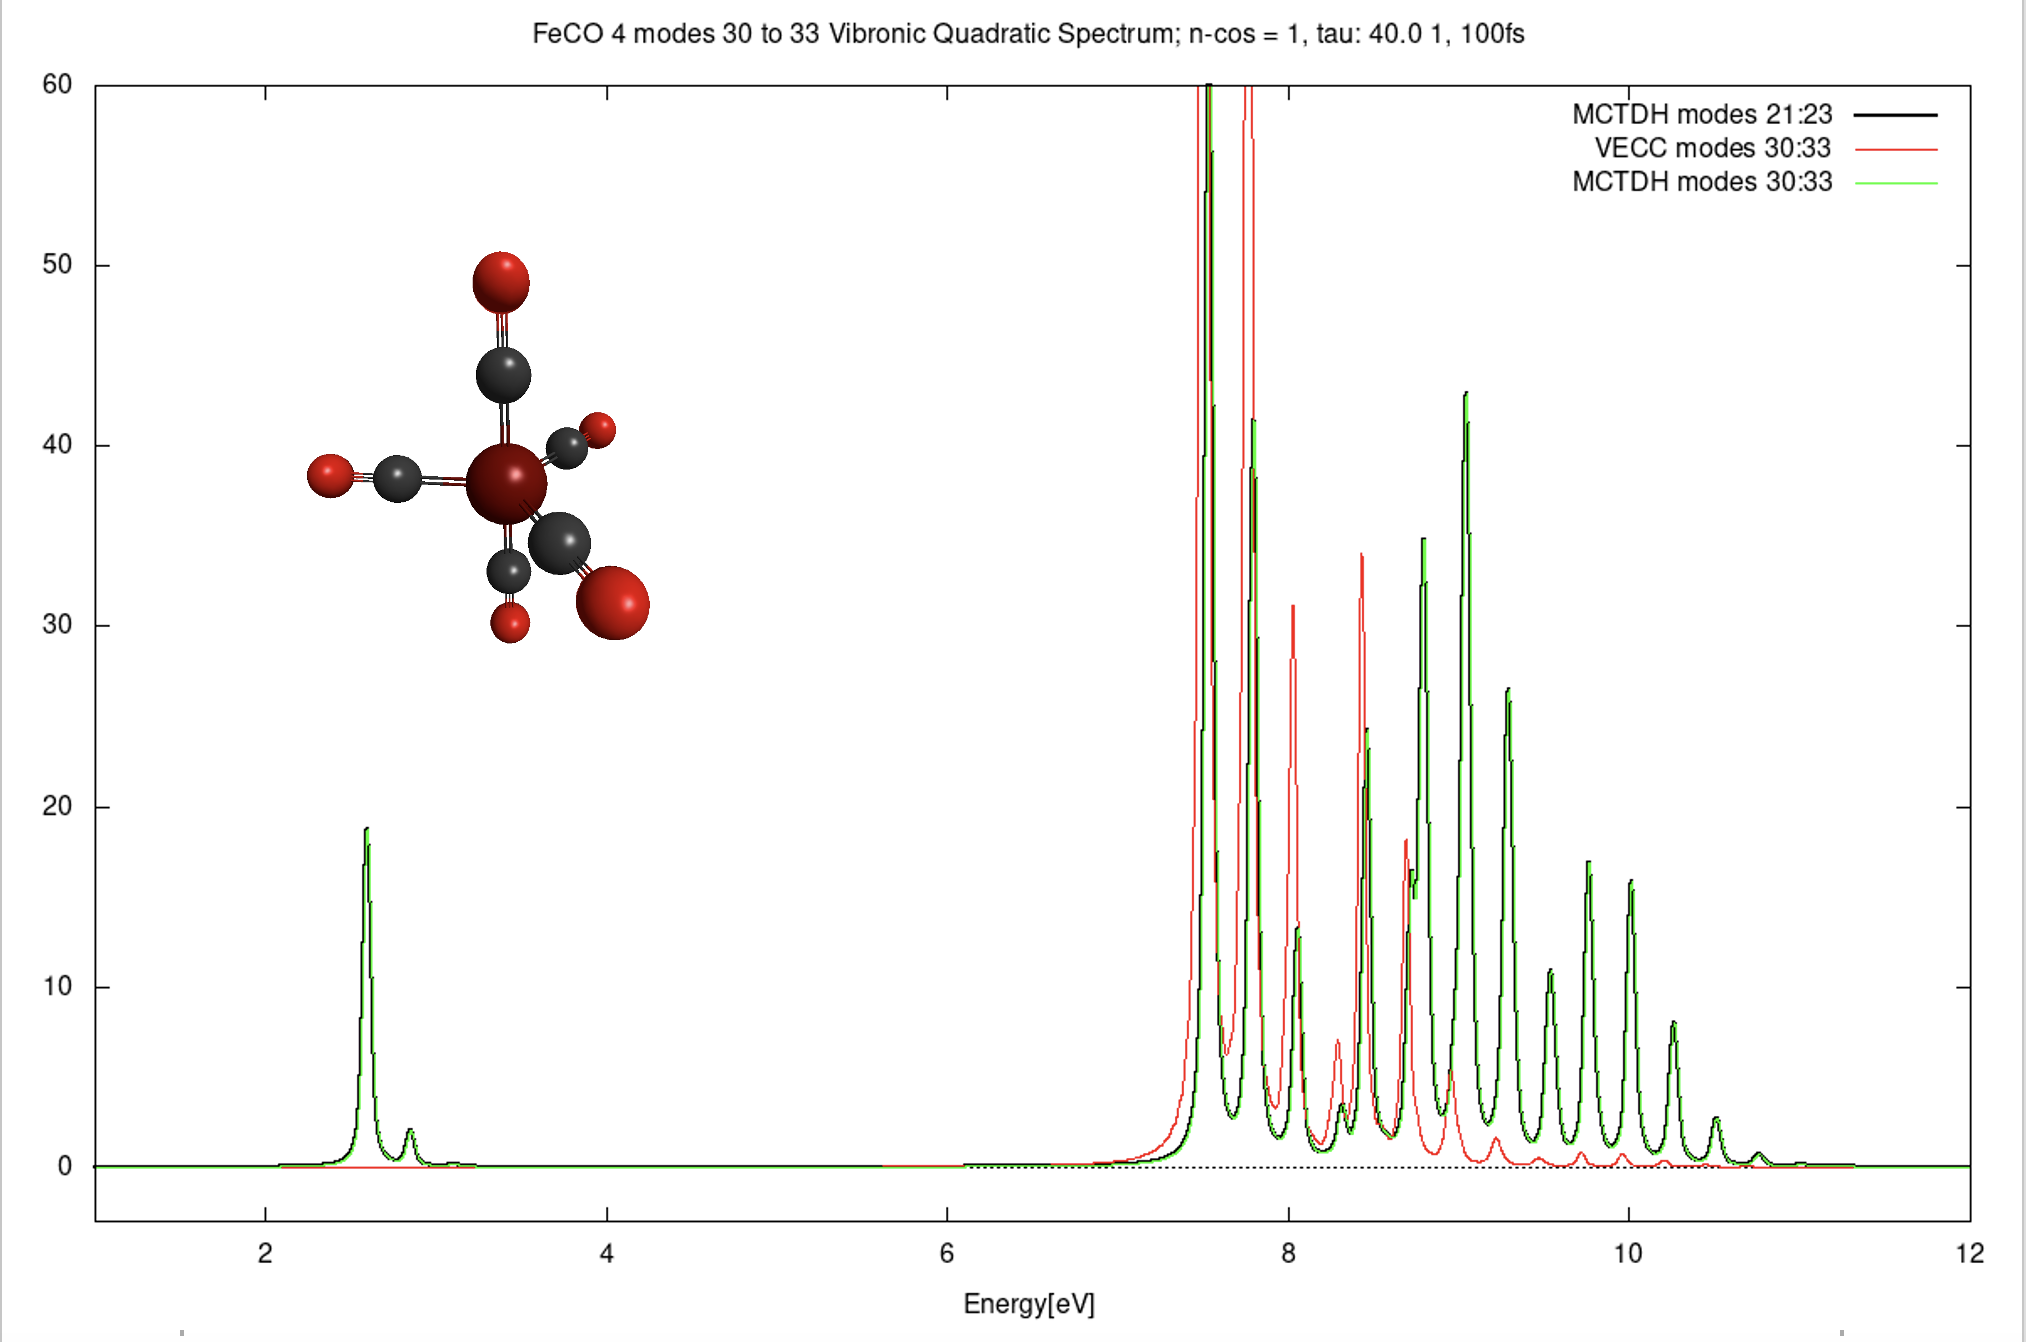 FeCO 4 modes 30 to 33 Vibronic Quadratic Spectrum; n-cos = 1, tau: 40.0 1, 100fs
MCTDH modes 21:23
VECC modes 30:33
MCTDH modes 30:33
60
50
40
30
20
10
0
2 4 6 8 10 12
Energy[eV]